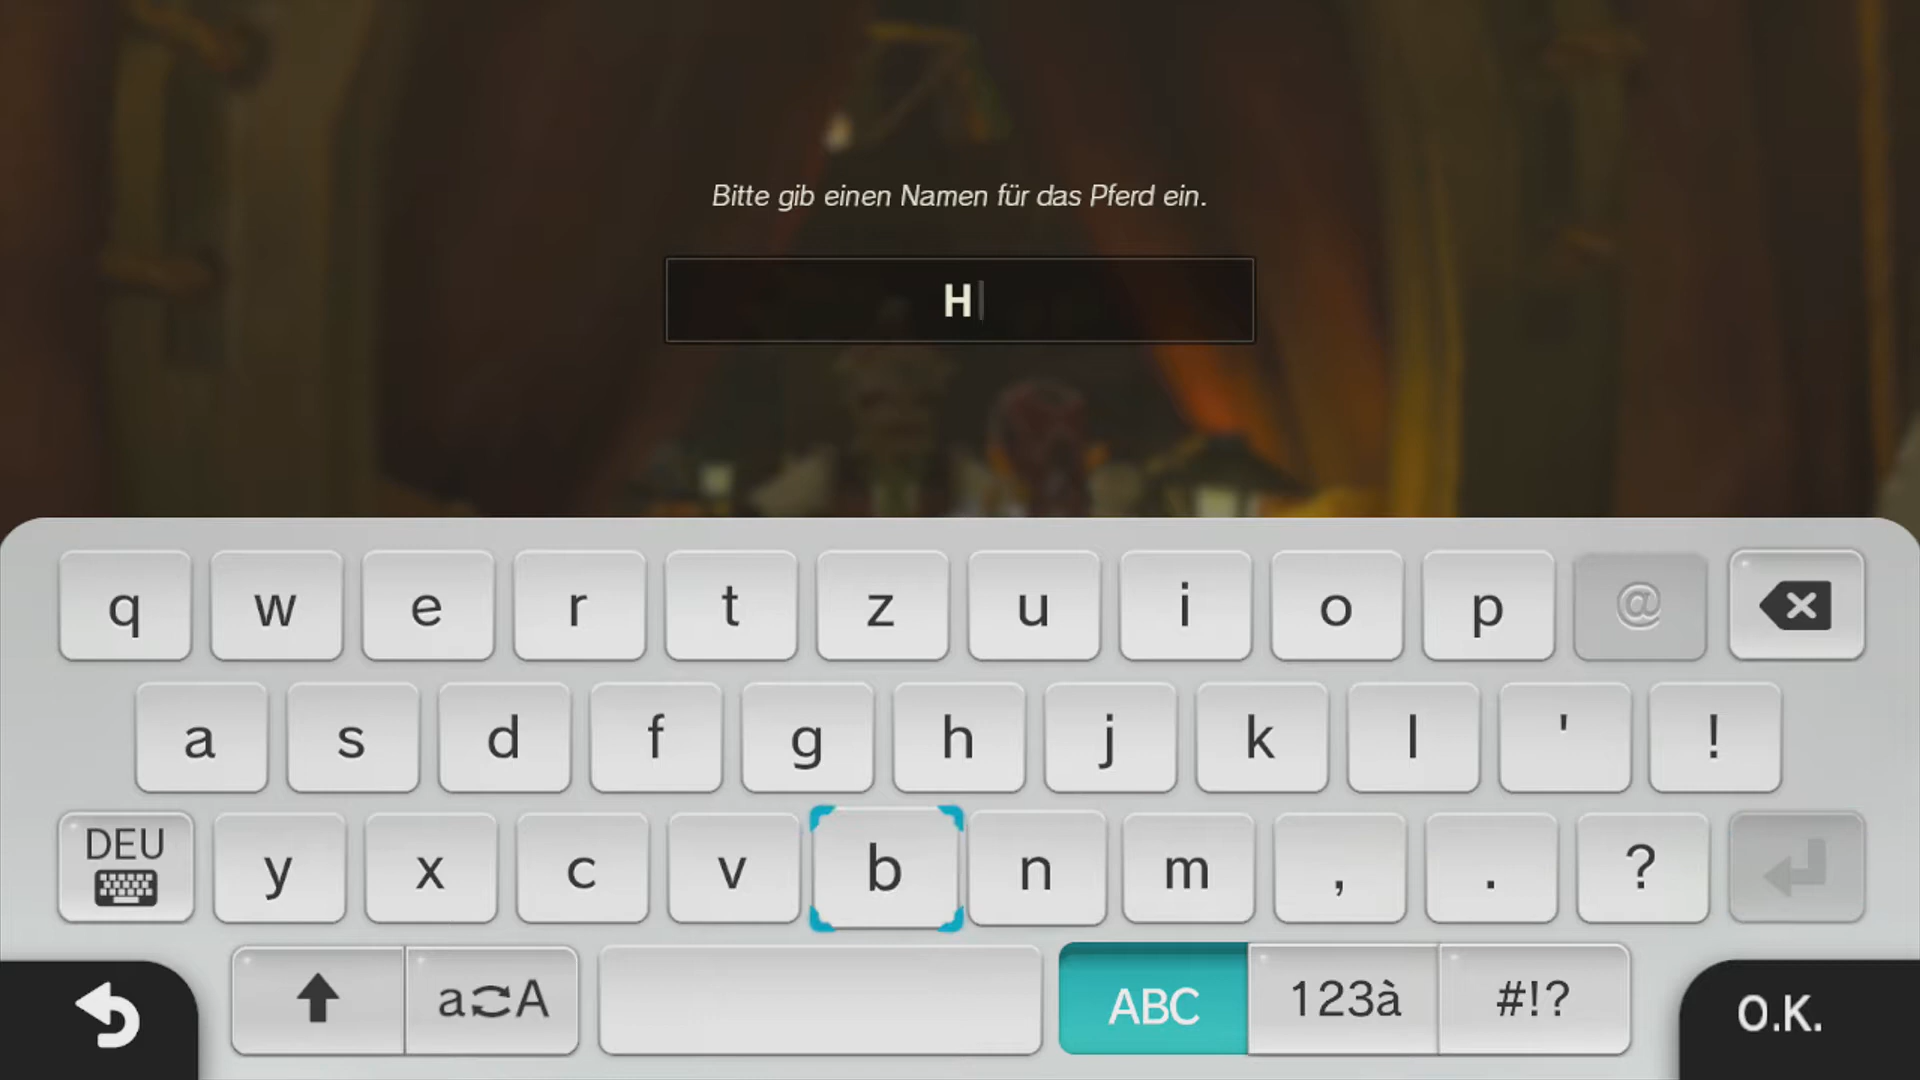 Bitte gib einen Namen für das Pferd ein.
H
q w e r t z u i o p @
a s d f g h j k l ' !
DEU y x c v b n m , . ?
a A ABC 123à #!? O.K.